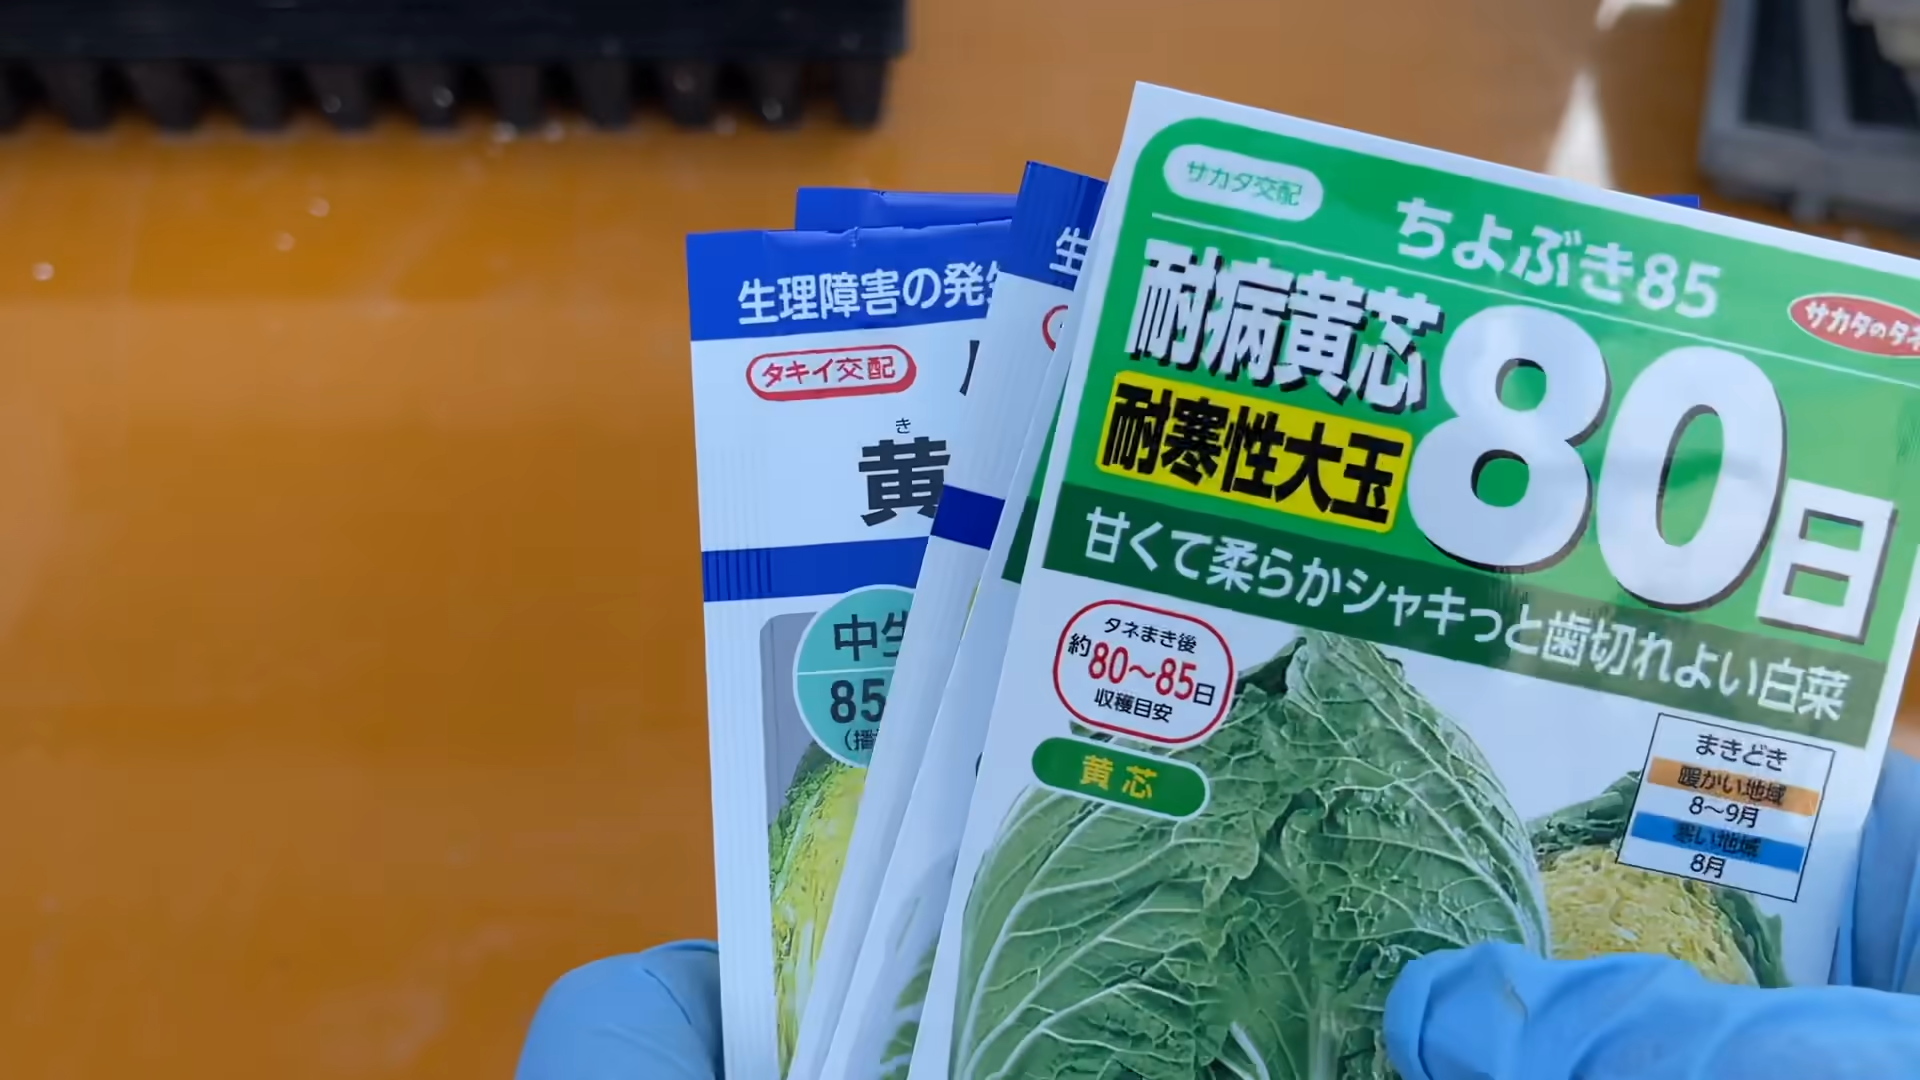 生理障害の発
タキイ交配
き
黄
中生
85
生
サカタ交配
ちよぶき85
サカタのタネ
耐病黄芯80日
耐寒性大玉
甘くて柔らかシャキっと歯切れよい白菜
タネまき後
約80〜85日
収穫目安
黄芯
まきどき
暖かい地域
8〜9月
寒い地域
8月